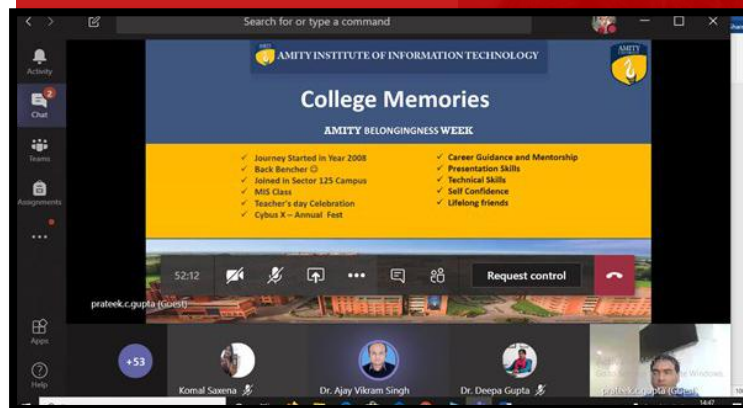 Search for or type a command
Activity
2
Chat
Teams
Assignments
Apps
Help
AMITY INSTITUTE OF INFORMATION TECHNOLOGY
AMITY
College Memories
AMITY BELONGINGNESS WEEK
✓ Journey Started in Year 2008
✓ Back Bencher ☺
✓ Joined in Sector 125 Campus
✓ MIS Class
✓ Teacher's day Celebration
✓ Cybus X – Annual Fest
✓ Career Guidance and Mentorship
✓ Presentation Skills
✓ Technical Skills
✓ Self Confidence
✓ Lifelong friends
52:12
Request control
prateek.c.gupta (Guest)
+53
Komal Saxena
Dr. Ajay Vikram Singh
Dr. Deepa Gupta
prateek.c.gupta (Guest)
14:47